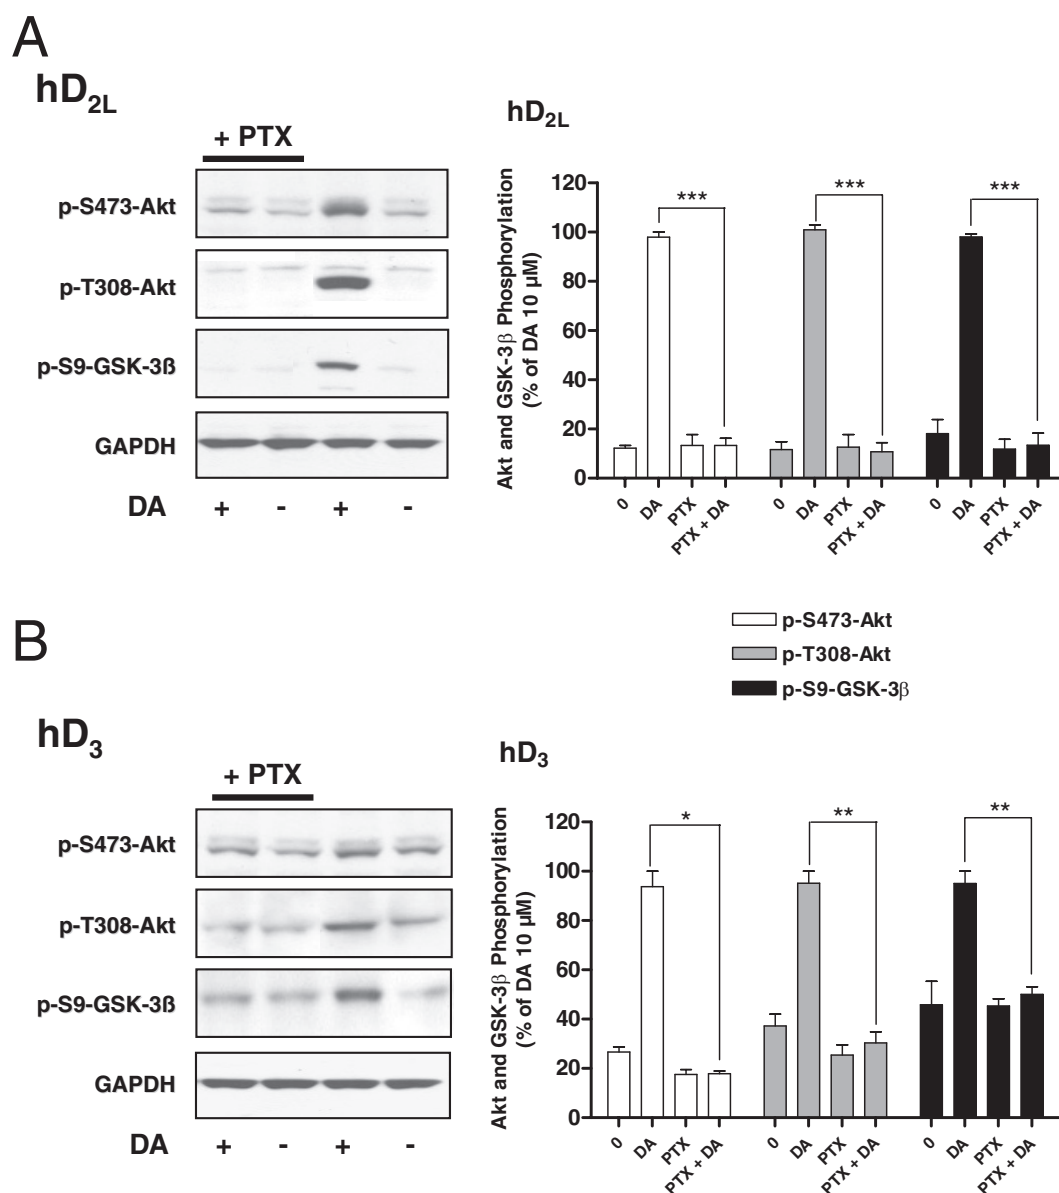 A
hD2L
+ PTX
p-S473-Akt
p-T308-Akt
p-S9-GSK-3ß
GAPDH
DA + - + -
hD2L
Akt and GSK-3β Phosphorylation
(% of DA 10 µM)
120
100
80
60
40
20
0
*** *** ***
0 DA PTX PTX + DA 0 DA PTX PTX + DA 0 DA PTX PTX + DA
p-S473-Akt
p-T308-Akt
p-S9-GSK-3β
B
hD3
+ PTX
p-S473-Akt
p-T308-Akt
p-S9-GSK-3ß
GAPDH
DA + - + -
hD3
Akt and GSK-3β Phosphorylation
(% of DA 10 µM)
120
100
80
60
40
20
0
* ** **
0 DA PTX PTX + DA 0 DA PTX PTX + DA 0 DA PTX PTX + DA